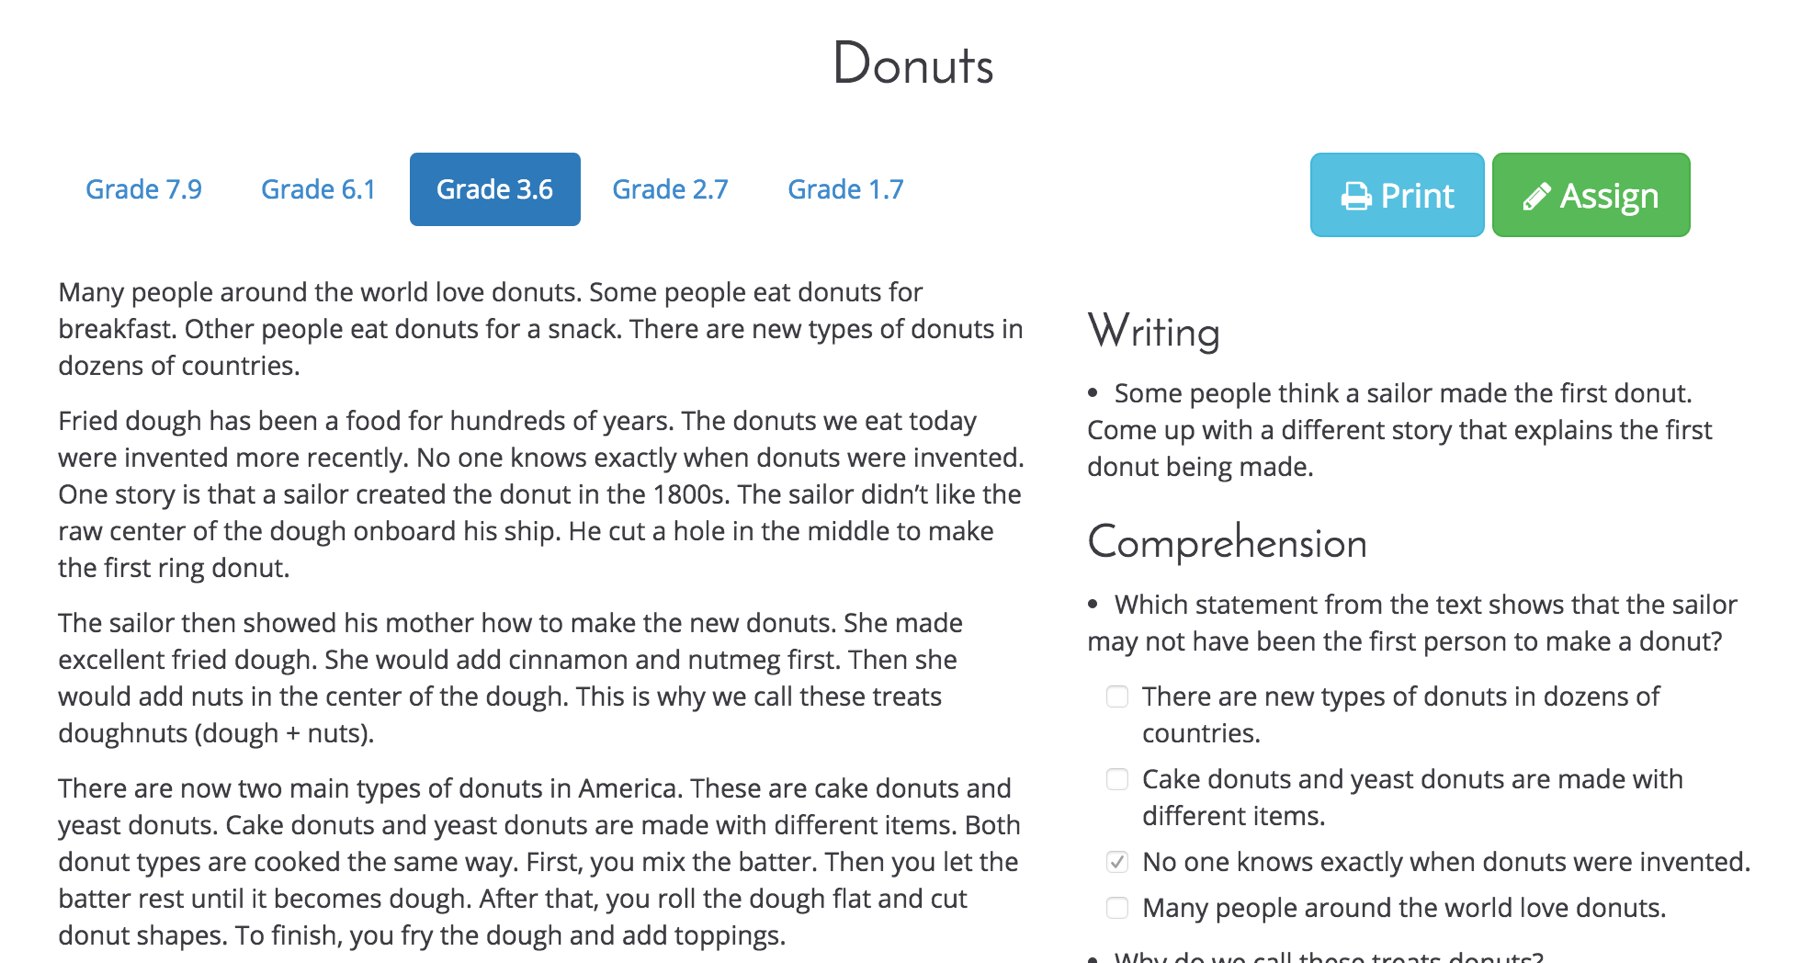 Donuts
Grade 7.9
Grade 6.1
Grade 3.6
Grade 2.7
Grade 1.7
Print
Assign
Many people around the world love donuts. Some people eat donuts for
breakfast. Other people eat donuts for a snack. There are new types of donuts in
dozens of countries.
Fried dough has been a food for hundreds of years. The donuts we eat today
were invented more recently. No one knows exactly when donuts were invented.
One story is that a sailor created the donut in the 1800s. The sailor didn’t like the
raw center of the dough onboard his ship. He cut a hole in the middle to make
the first ring donut.
The sailor then showed his mother how to make the new donuts. She made
excellent fried dough. She would add cinnamon and nutmeg first. Then she
would add nuts in the center of the dough. This is why we call these treats
doughnuts (dough + nuts).
There are now two main types of donuts in America. These are cake donuts and
yeast donuts. Cake donuts and yeast donuts are made with different items. Both
donut types are cooked the same way. First, you mix the batter. Then you let the
batter rest until it becomes dough. After that, you roll the dough flat and cut
donut shapes. To finish, you fry the dough and add toppings.
Writing
• Some people think a sailor made the first donut.
Come up with a different story that explains the first
donut being made.
Comprehension
• Which statement from the text shows that the sailor
may not have been the first person to make a donut?
There are new types of donuts in dozens of
countries.
Cake donuts and yeast donuts are made with
different items.
No one knows exactly when donuts were invented.
Many people around the world love donuts.
• Why do we call these treats donuts?